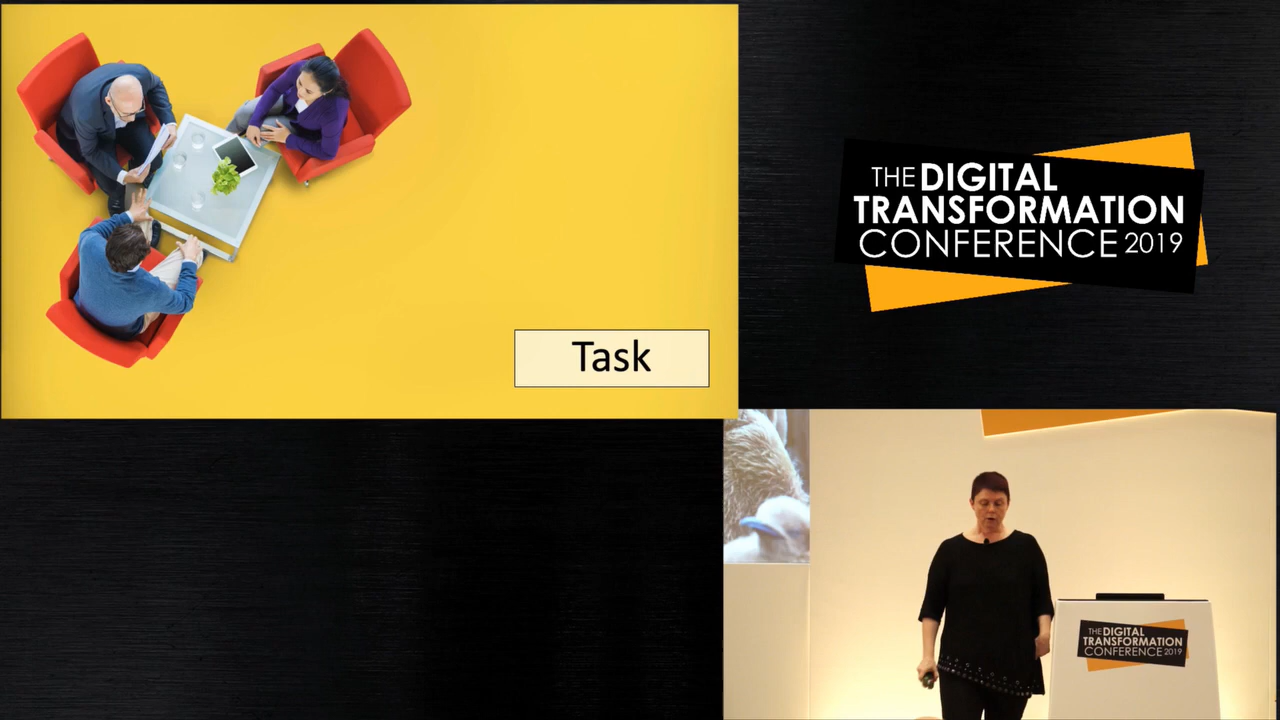 Task
THE DIGITAL
TRANSFORMATION
CONFERENCE 2019
THE DIGITAL
TRANSFORMATION
CONFERENCE 2019